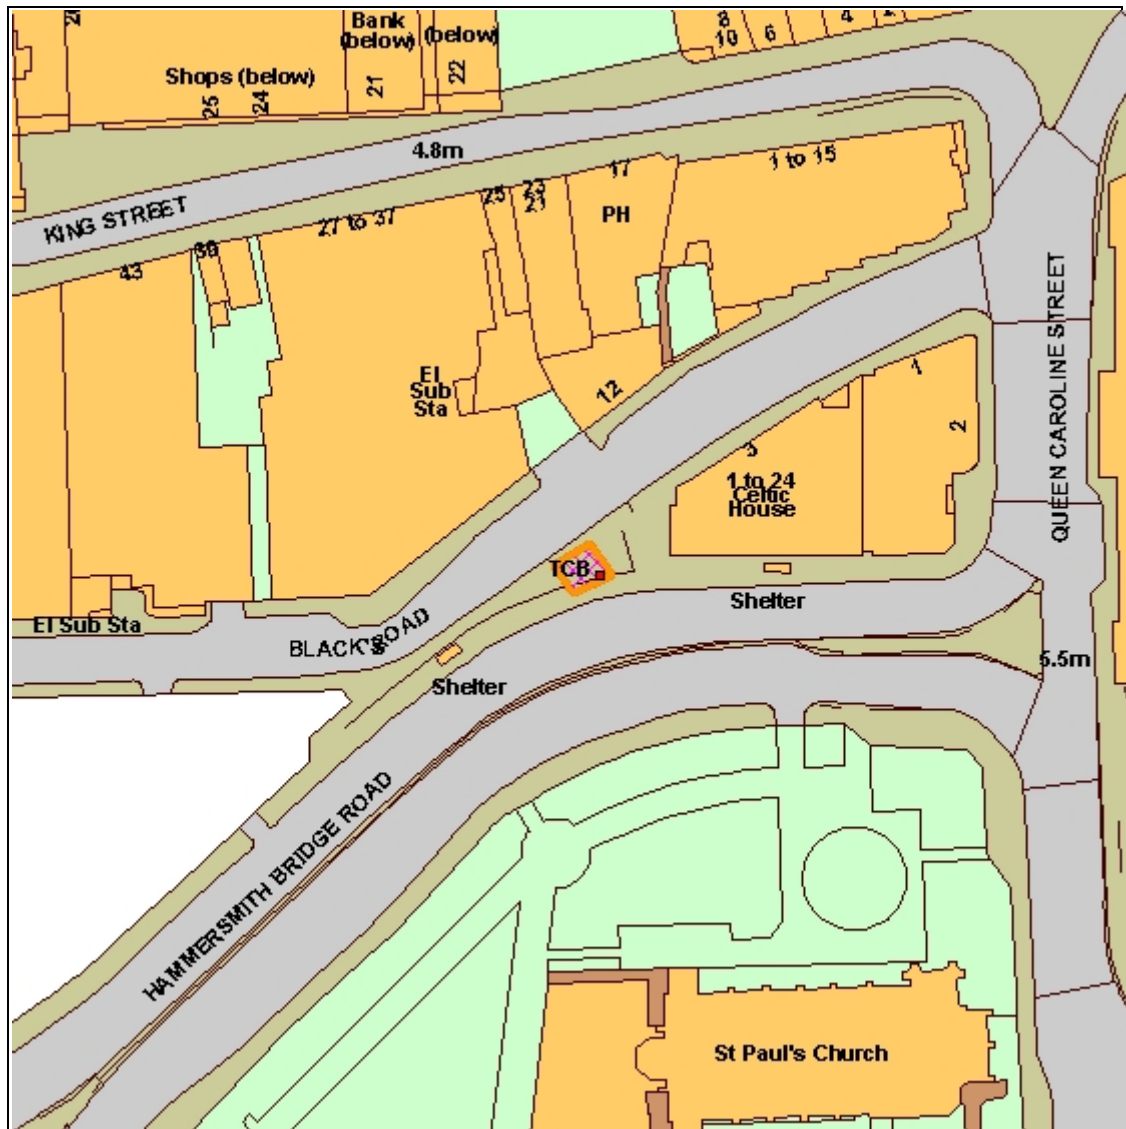 Bank
(below)
(below)
8
10
6
4
Shops (below)
25
24
21
22
4.8m
KING STREET
1 to 15
17
PH
23
21
25
27 to 37
39
43
El
Sub
Sta
12
1
2
3
1 to 24
Celtic
House
QUEEN CAROLINE STREET
TCB
Shelter
El Sub Sta
BLACK'S ROAD
Shelter
5.5m
HAMMERSMITH BRIDGE ROAD
St Paul's Church